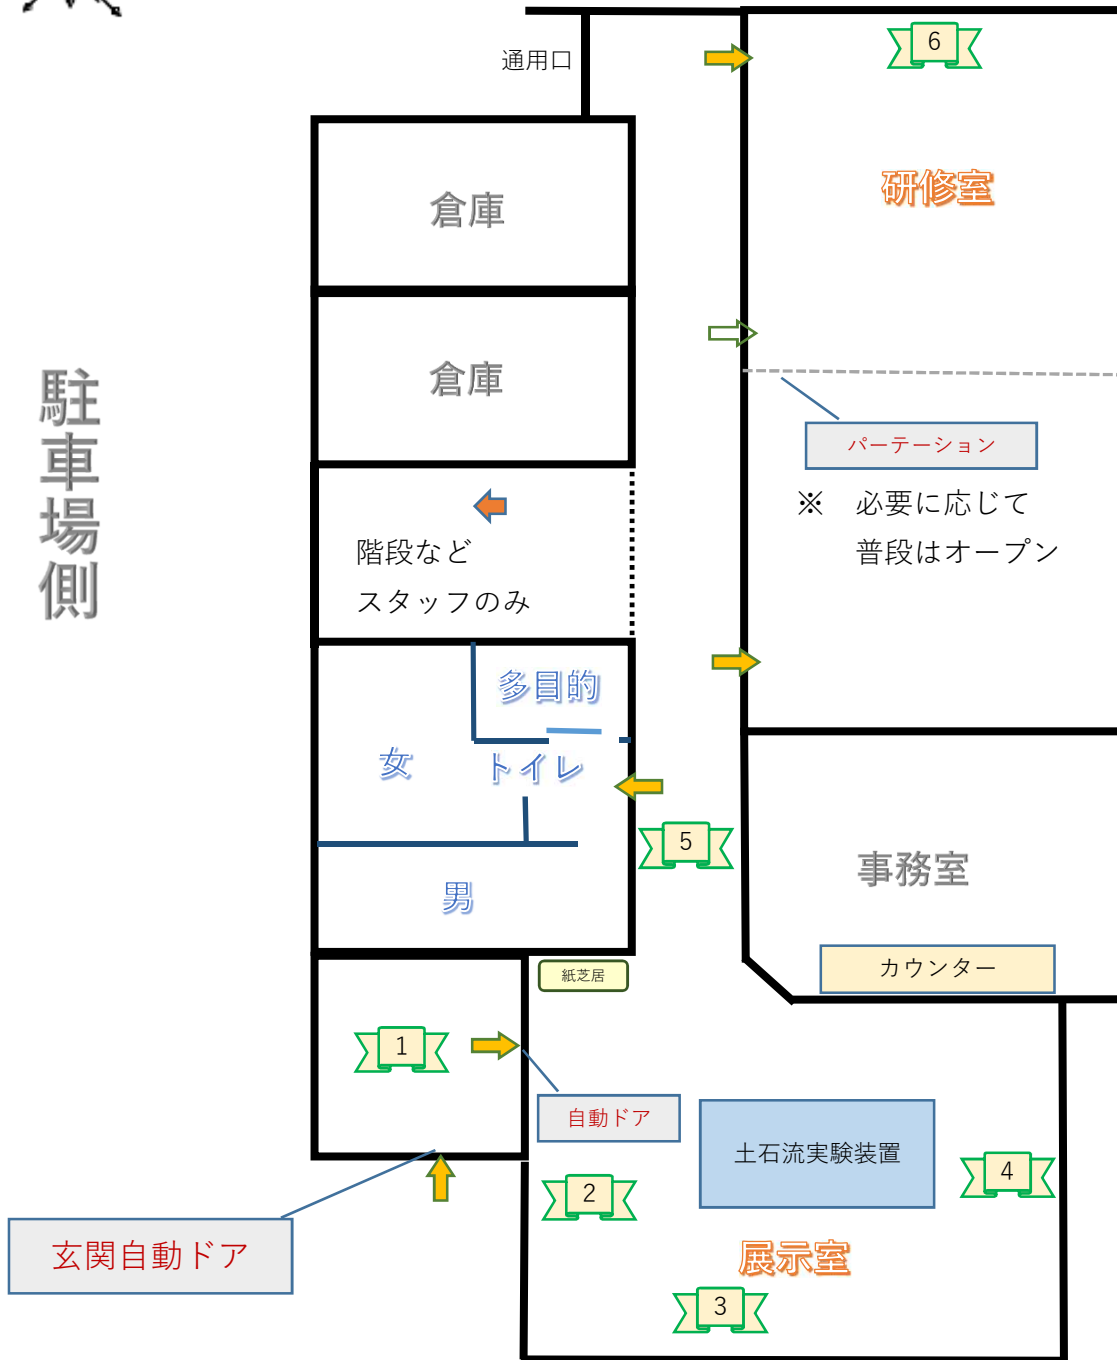 通用口
6
研修室
倉庫
倉庫
駐車場側
パーテーション
※ 必要に応じて
普段はオープン
階段など
スタッフのみ
多目的
女
トイレ
5
男
事務室
カウンター
紙芝居
1
自動ドア
土石流実験装置
4
2
玄関自動ドア
展示室
3